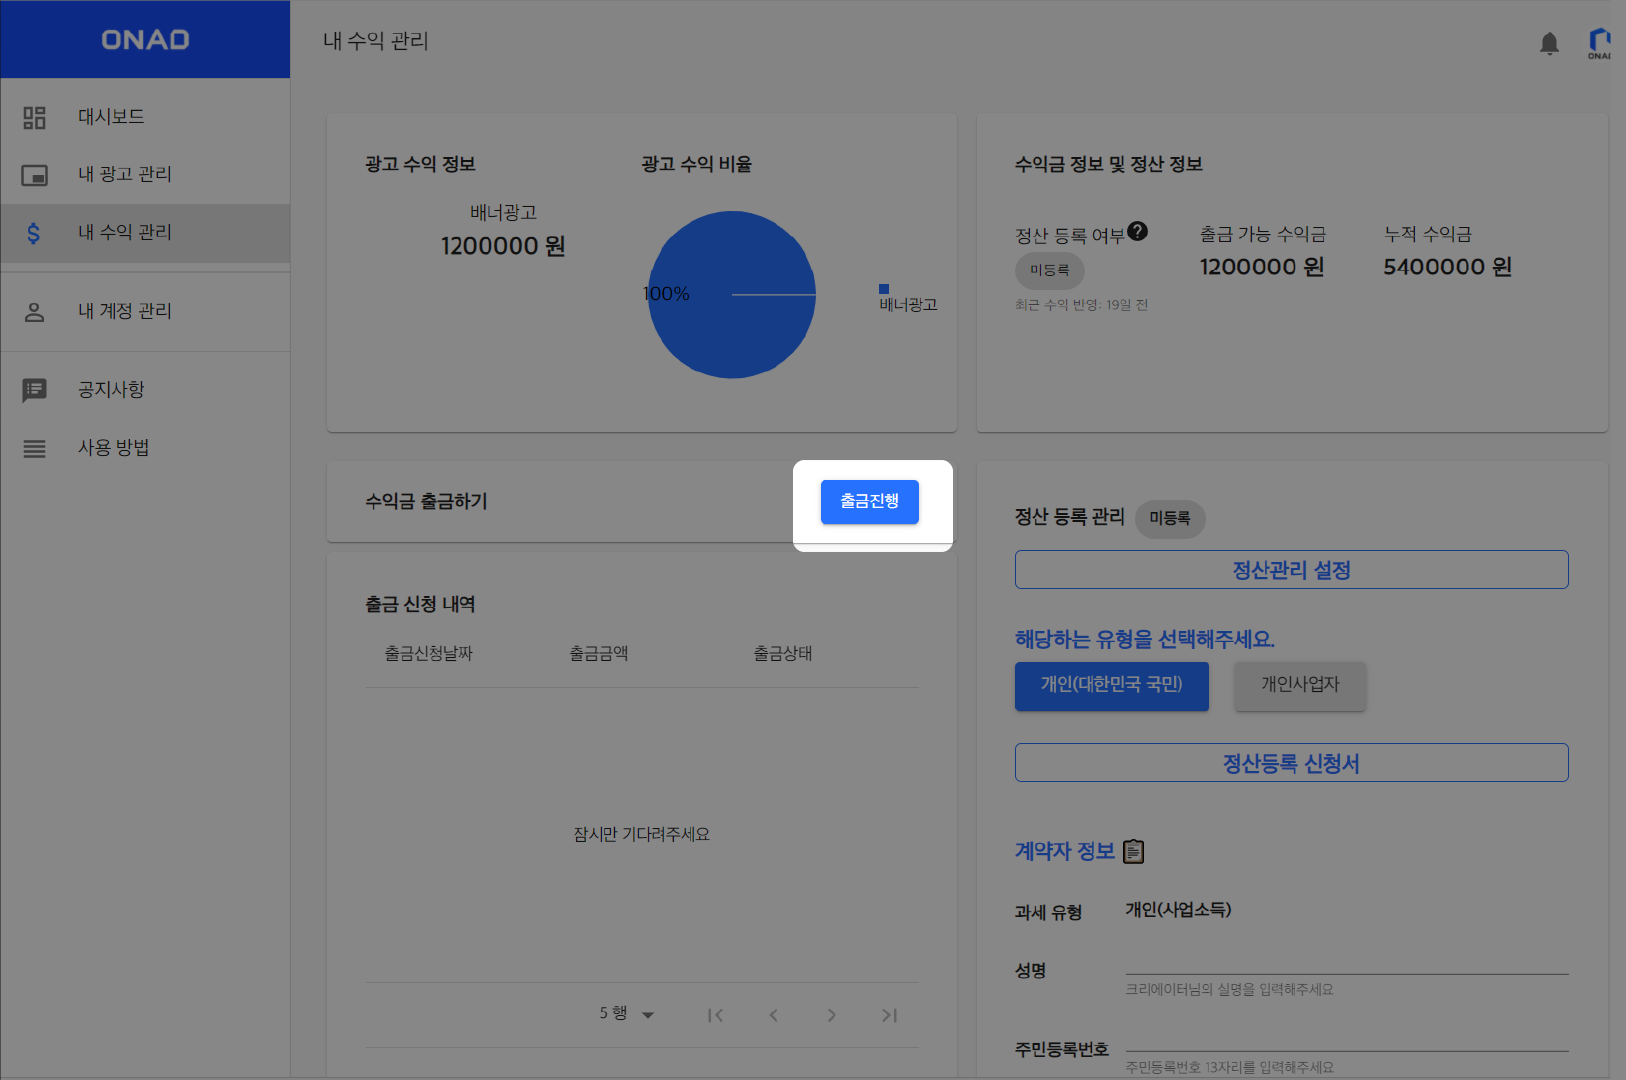 ONAD
내 수익 관리
ONAD
대시보드
내 광고 관리
내 수익 관리
내 계정 관리
공지사항
사용 방법
광고 수익 정보
배너광고
1200000 원
광고 수익 비율
100%
배너광고
수익금 정보 및 정산 정보
정산 등록 여부 ?
미등록
최근 수익 반영: 19일 전
출금 가능 수익금
1200000 원
누적 수익금
5400000 원
수익금 출금하기
출금진행
출금 신청 내역
출금신청날짜 출금금액 출금상태
잠시만 기다려주세요
5 행
정산 등록 관리 미등록
정산관리 설정
해당하는 유형을 선택해주세요.
개인(대한민국 국민) 개인사업자
정산등록 신청서
계약자 정보
과세 유형 개인(사업소득)
성명
크리에이터님의 실명을 입력해주세요
주민등록번호
주민등록번호 13자리를 입력해주세요